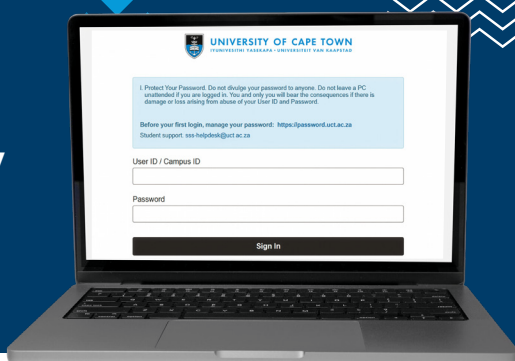 UNIVERSITY OF CAPE TOWN
IYUNIVESITHI YASEKAPA • UNIVERSITEIT VAN KAAPSTAD
I. Protect Your Password. Do not divulge your password to anyone. Do not leave a PC
unattended if you are logged in. You and only you will bear the consequences if there is
damage or loss arising from abuse of your User ID and Password.
Before your first login, manage your password: https://password.uct.ac.za
Student support: sss-helpdesk@uct.ac.za
User ID / Campus ID
Password
Sign In